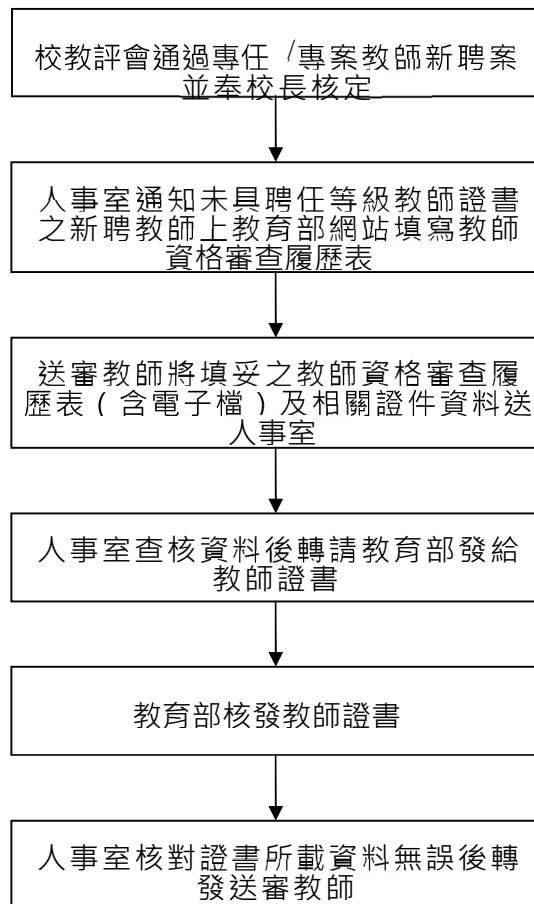 校教評會通過專任 /專案教師新聘案
並奉校長核定
人事室通知未具聘任等級教師證書
之新聘教師上教育部網站填寫教師
資格審查履歷表
送審教師將填妥之教師資格審查履
歷表(含電子檔)及相關證件資料送
人事室
人事室查核資料後轉請教育部發給
教師證書
教育部核發教師證書
人事室核對證書所載資料無誤後轉
發送審教師